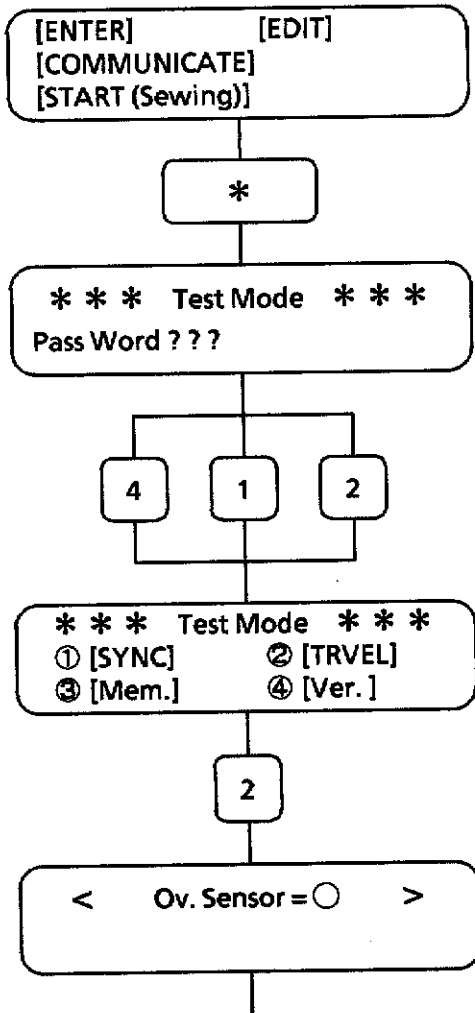 [ENTER] [EDIT]
[COMMUNICATE]
[START (Sewing)]
*
* * * Test Mode * * *
Pass Word ? ? ?
4 1 2
* * * Test Mode * * *
① [SYNC] ② [TRVEL]
③ [Mem.] ④ [Ver. ]
2
< Ov. Sensor = ○ >